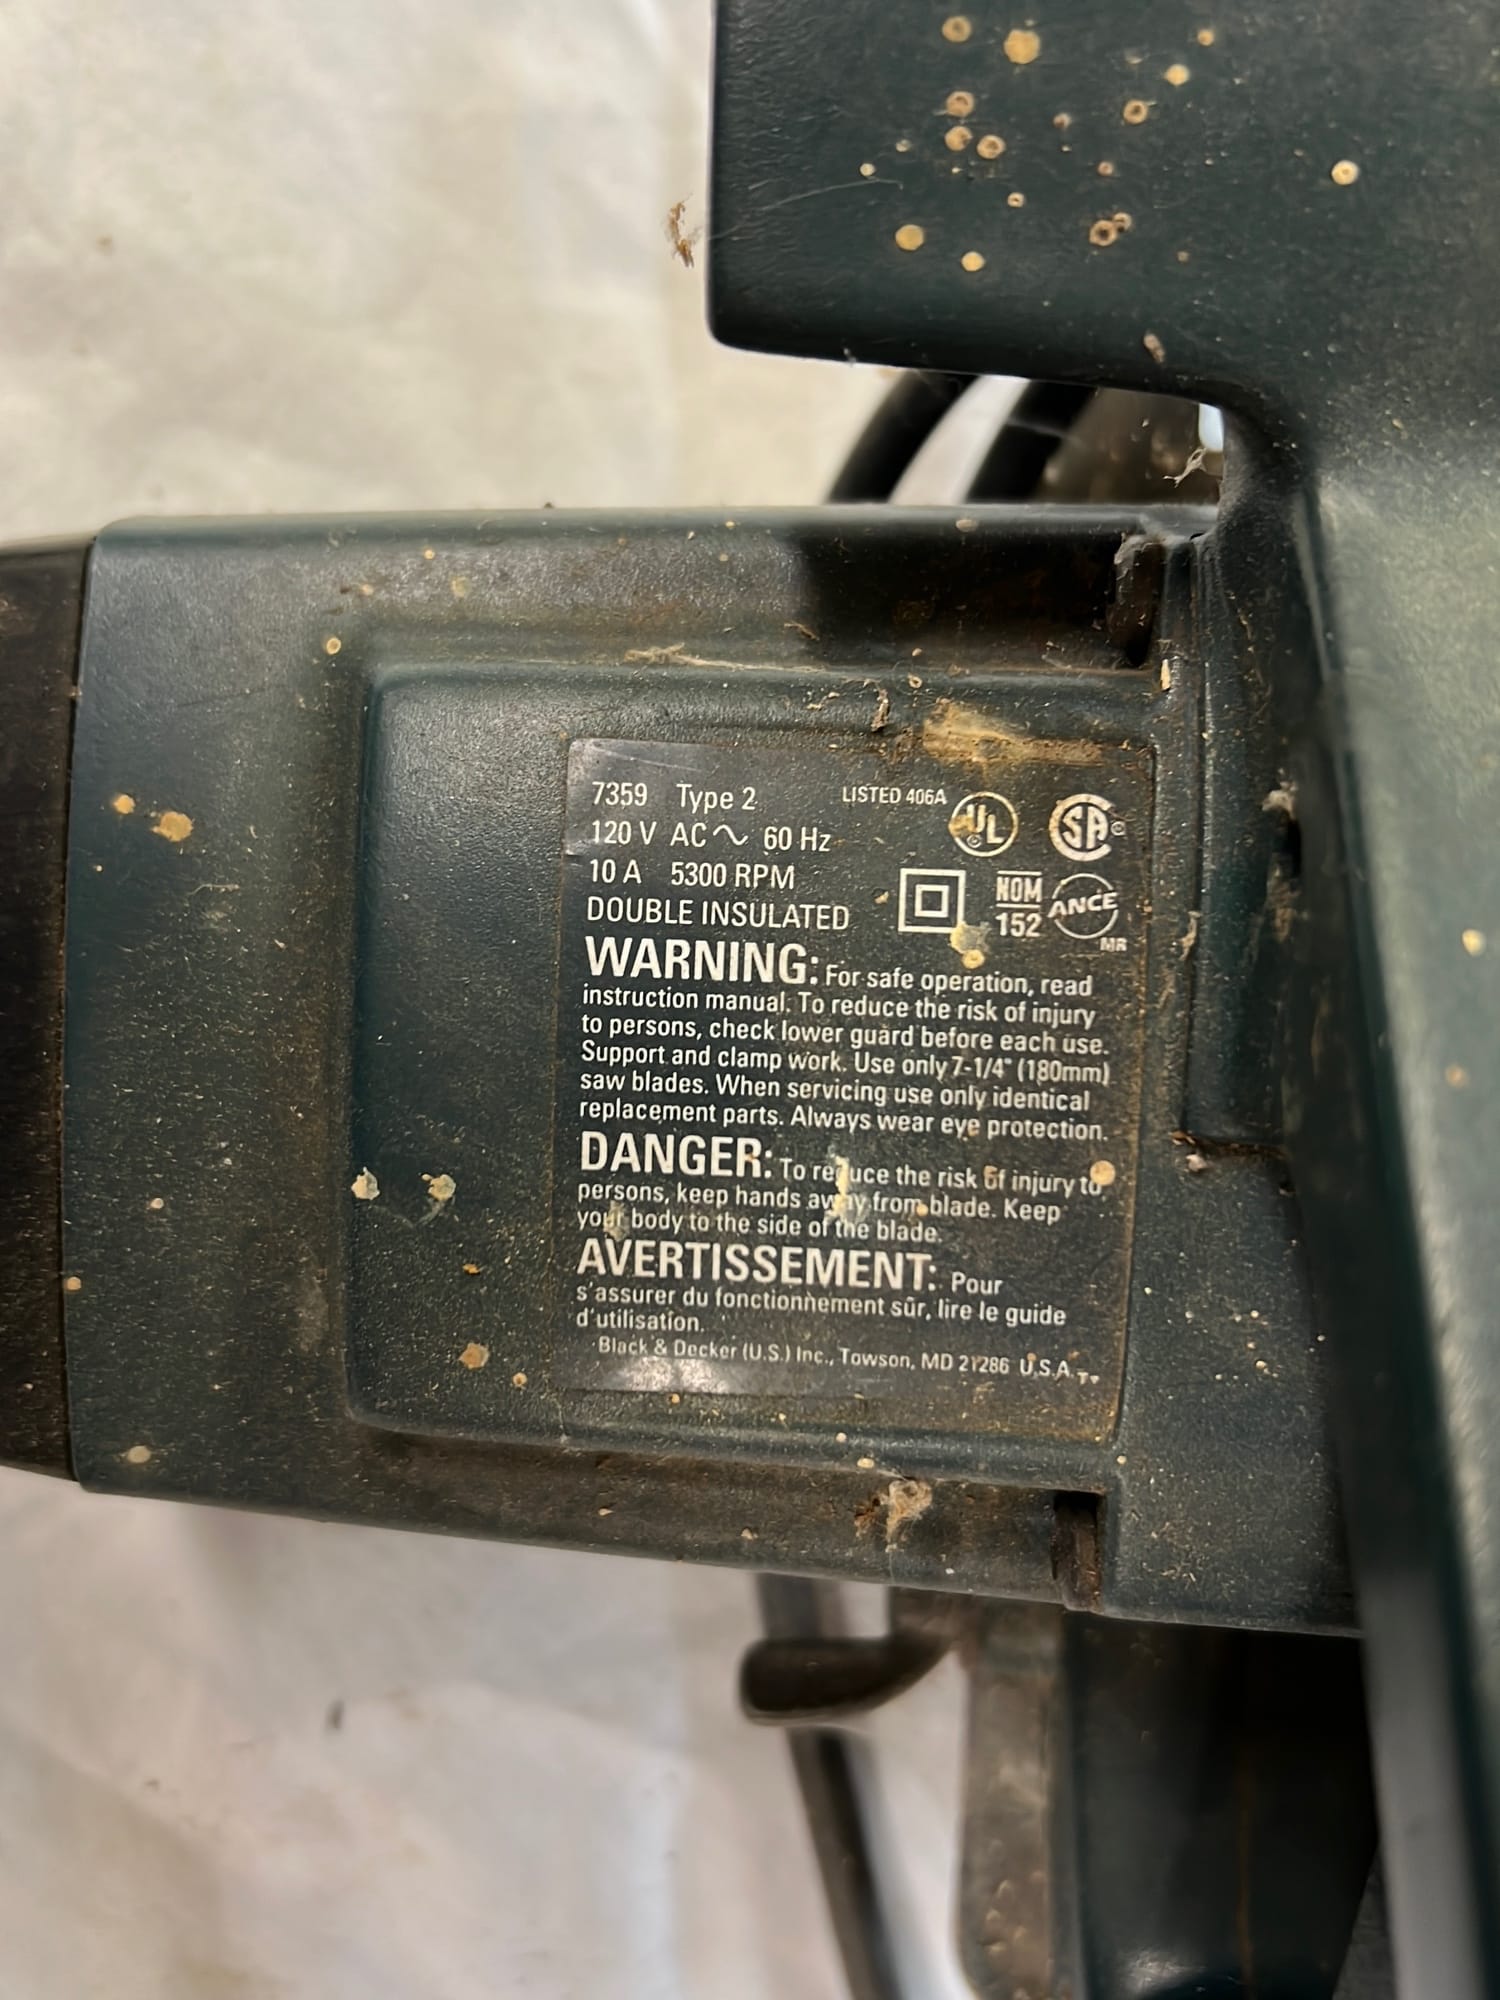 7359 Type 2 LISTED 406A UL SA
120 V AC ~ 60 Hz
10 A 5300 RPM NOM ANCE
DOUBLE INSULATED 152 MR
WARNING: For safe operation, read
instruction manual. To reduce the risk of injury
to persons, check lower guard before each use.
Support and clamp work. Use only 7-1/4" (180mm)
saw blades. When servicing use only identical
replacement parts. Always wear eye protection.
DANGER: To reduce the risk of injury to
persons, keep hands away from blade. Keep
your body to the side of the blade.
AVERTISSEMENT: Pour
s'assurer du fonctionnement sûr, lire le guide
d'utilisation.
Black & Decker (U.S.) Inc., Towson, MD 21286 U.S.A.